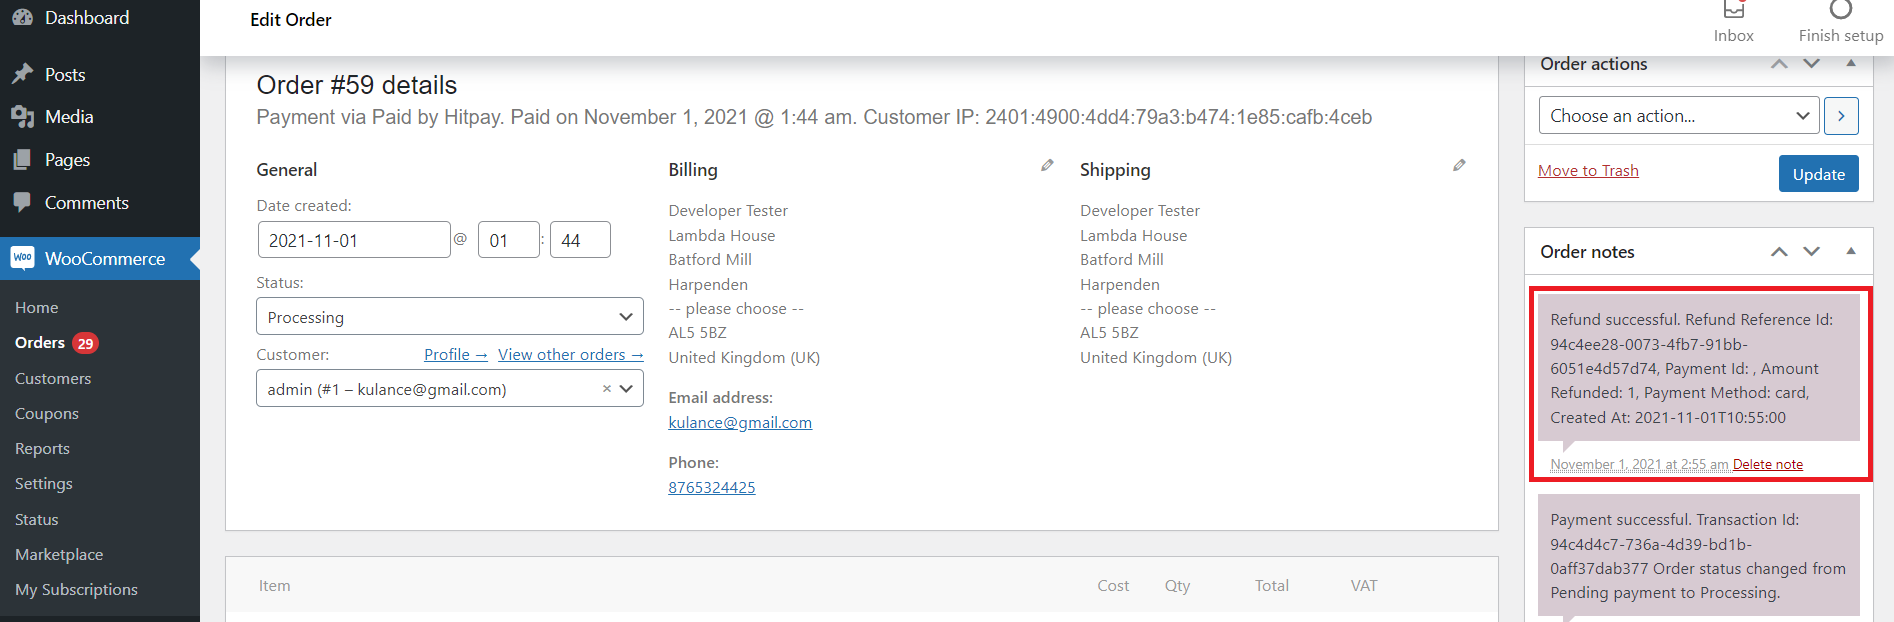 Dashboard
Posts
Media
Pages
Comments
woo WooCommerce
Home
Orders 29
Customers
Coupons
Reports
Settings
Status
Marketplace
My Subscriptions
Edit Order
Inbox
Finish setup
Order #59 details
Payment via Paid by Hitpay. Paid on November 1, 2021 @ 1:44 am. Customer IP: 2401:4900:4dd4:79a3:b474:1e85:cafb:4ceb
General
Date created:
2021-11-01 @ 01 : 44
Status:
Processing
Customer: Profile → View other orders →
admin (#1 – kulance@gmail.com) ×
Billing
Developer Tester
Lambda House
Batford Mill
Harpenden
-- please choose --
AL5 5BZ
United Kingdom (UK)
Email address:
kulance@gmail.com
Phone:
8765324425
Shipping
Developer Tester
Lambda House
Batford Mill
Harpenden
-- please choose --
AL5 5BZ
United Kingdom (UK)
Item Cost Qty Total VAT
Order actions
Choose an action...
Move to Trash Update
Order notes
Refund successful. Refund Reference Id:
94c4ee28-0073-4fb7-91bb-
6051e4d57d74, Payment Id: , Amount
Refunded: 1, Payment Method: card,
Created At: 2021-11-01T10:55:00
November 1, 2021 at 2:55 am Delete note
Payment successful. Transaction Id:
94c4d4c7-736a-4d39-bd1b-
0aff37dab377 Order status changed from
Pending payment to Processing.